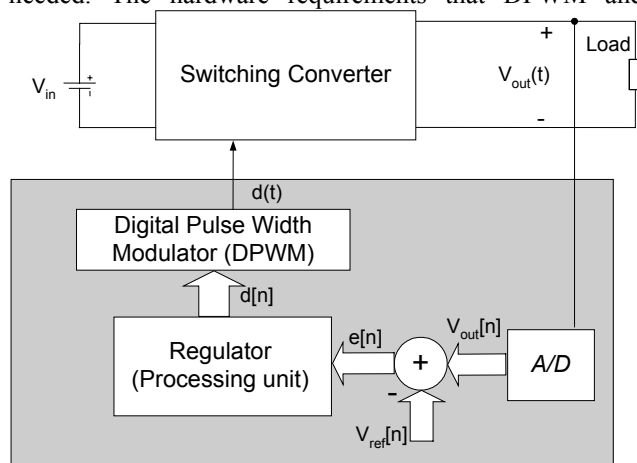 needed. The hardware requirements that DPWM and
Switching Converter
+
Load
V_in
+
V_out(t)
-
d(t)
Digital Pulse Width
Modulator (DPWM)
d[n]
Regulator
(Processing unit)
e[n]
+
V_out[n]
A/D
-
V_ref[n]